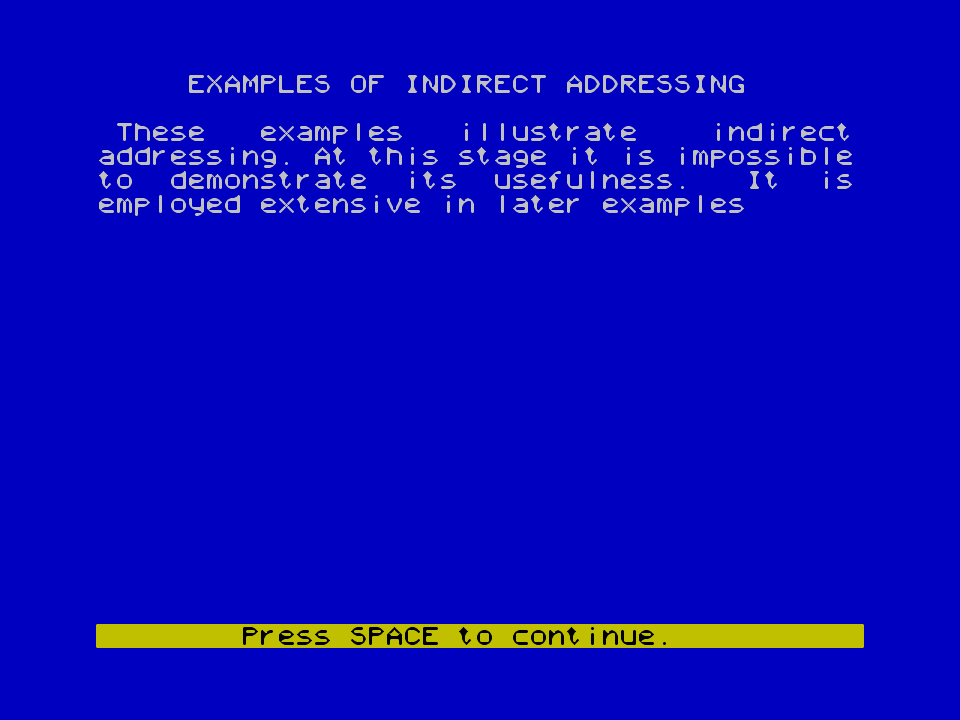 EXAMPLES OF INDIRECT ADDRESSING
These examples illustrate indirect
addressing. At this stage it is impossible
to demonstrate its usefulness. It is
employed extensive in later examples
Press SPACE to continue.